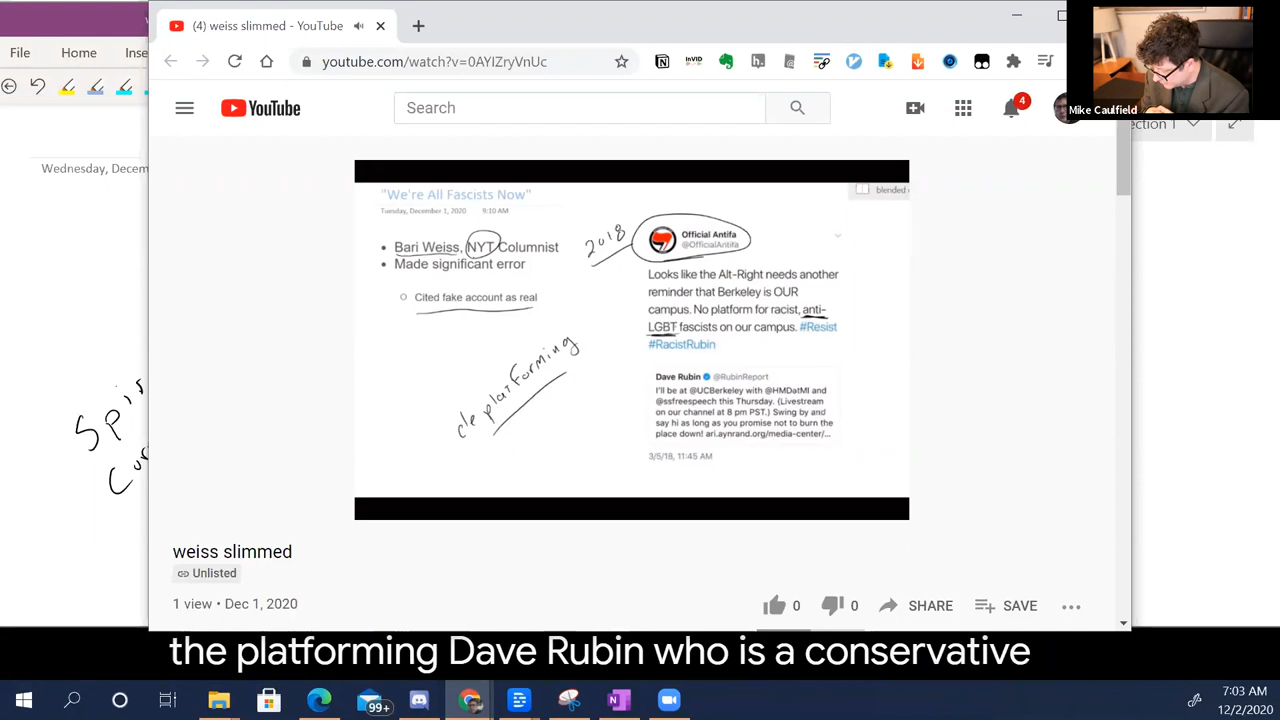 (4) weiss slimmed - YouTube
File Home Inse
youtube.com/watch?v=0AYIZryVnUc
Mike Caulfield
YouTube
Search
4
ection 1
Wednesday, Decem
"We're All Fascists Now"
Tuesday, December 1, 2020 9:10 AM
blended
• Bari Weiss, NYT Columnist
• Made significant error
Cited fake account as real
2018
deplatforming
Official Antifa
@OfficialAntifa
Looks like the Alt-Right needs another
reminder that Berkeley is OUR
campus. No platform for racist, anti-
LGBT fascists on our campus. #Resist
#RacistRubin
Dave Rubin @RubinReport
I'll be at @UCBerkeley with @HMDatMI and
@ssfreespeech this Thursday. (Livestream
on our channel at 8 pm PST.) Swing by and
say hi as long as you promise not to burn the
place down! ari.aynrand.org/media-center/...
3/5/18, 11:45 AM
weiss slimmed
Unlisted
1 view • Dec 1, 2020
0 0 SHARE SAVE
the platforming Dave Rubin who is a conservative
99+
7:03 AM
12/2/2020